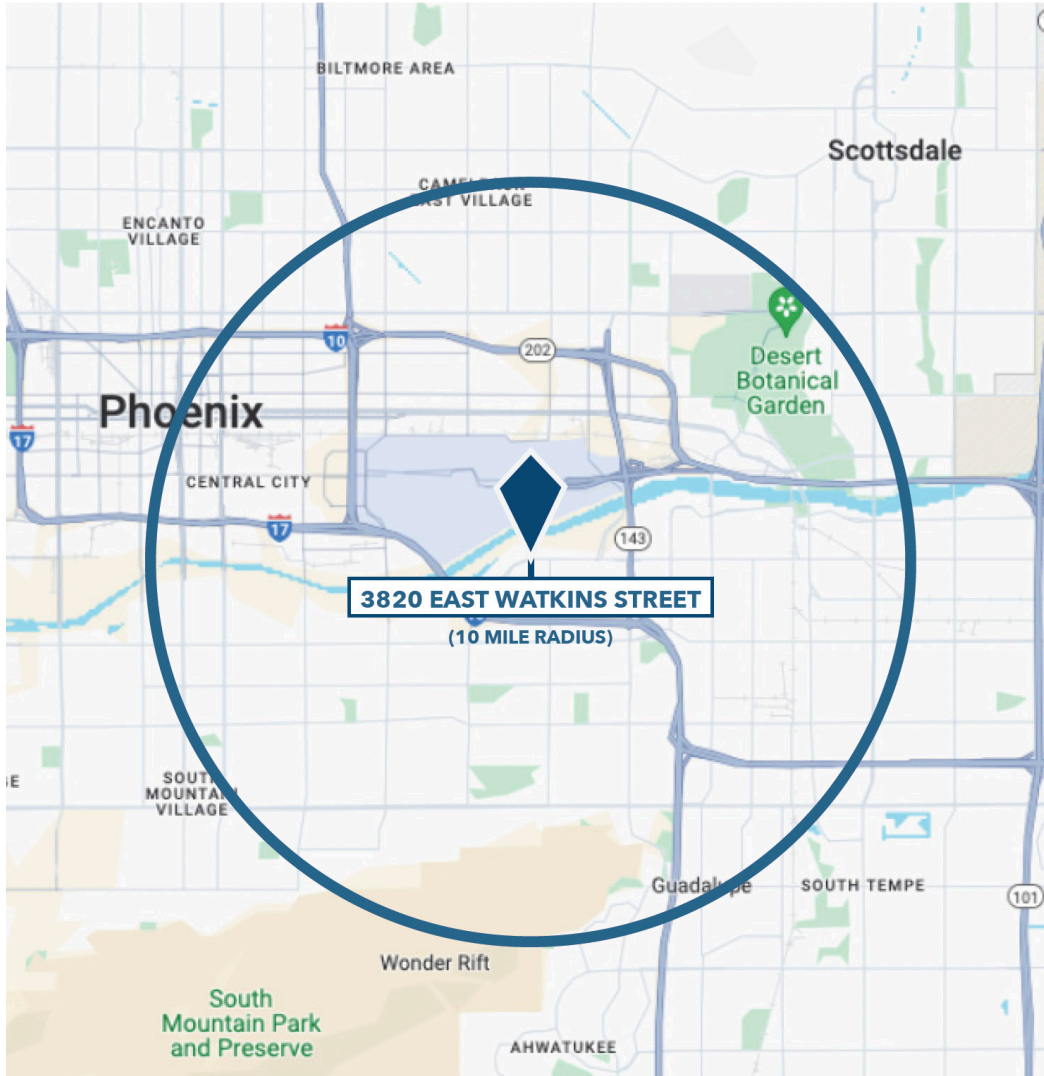 BILTMORE AREA
Scottsdale
CAMELBACK
EAST VILLAGE
ENCANTO
VILLAGE
10
202
Desert
Botanical
Garden
Phoenix
17
CENTRAL CITY
17
143
3820 EAST WATKINS STREET
(10 MILE RADIUS)
GE
SOUTH
MOUNTAIN
VILLAGE
Guadalupe
SOUTH TEMPE
101
Wonder Rift
South
Mountain Park
and Preserve
AHWATUKEE